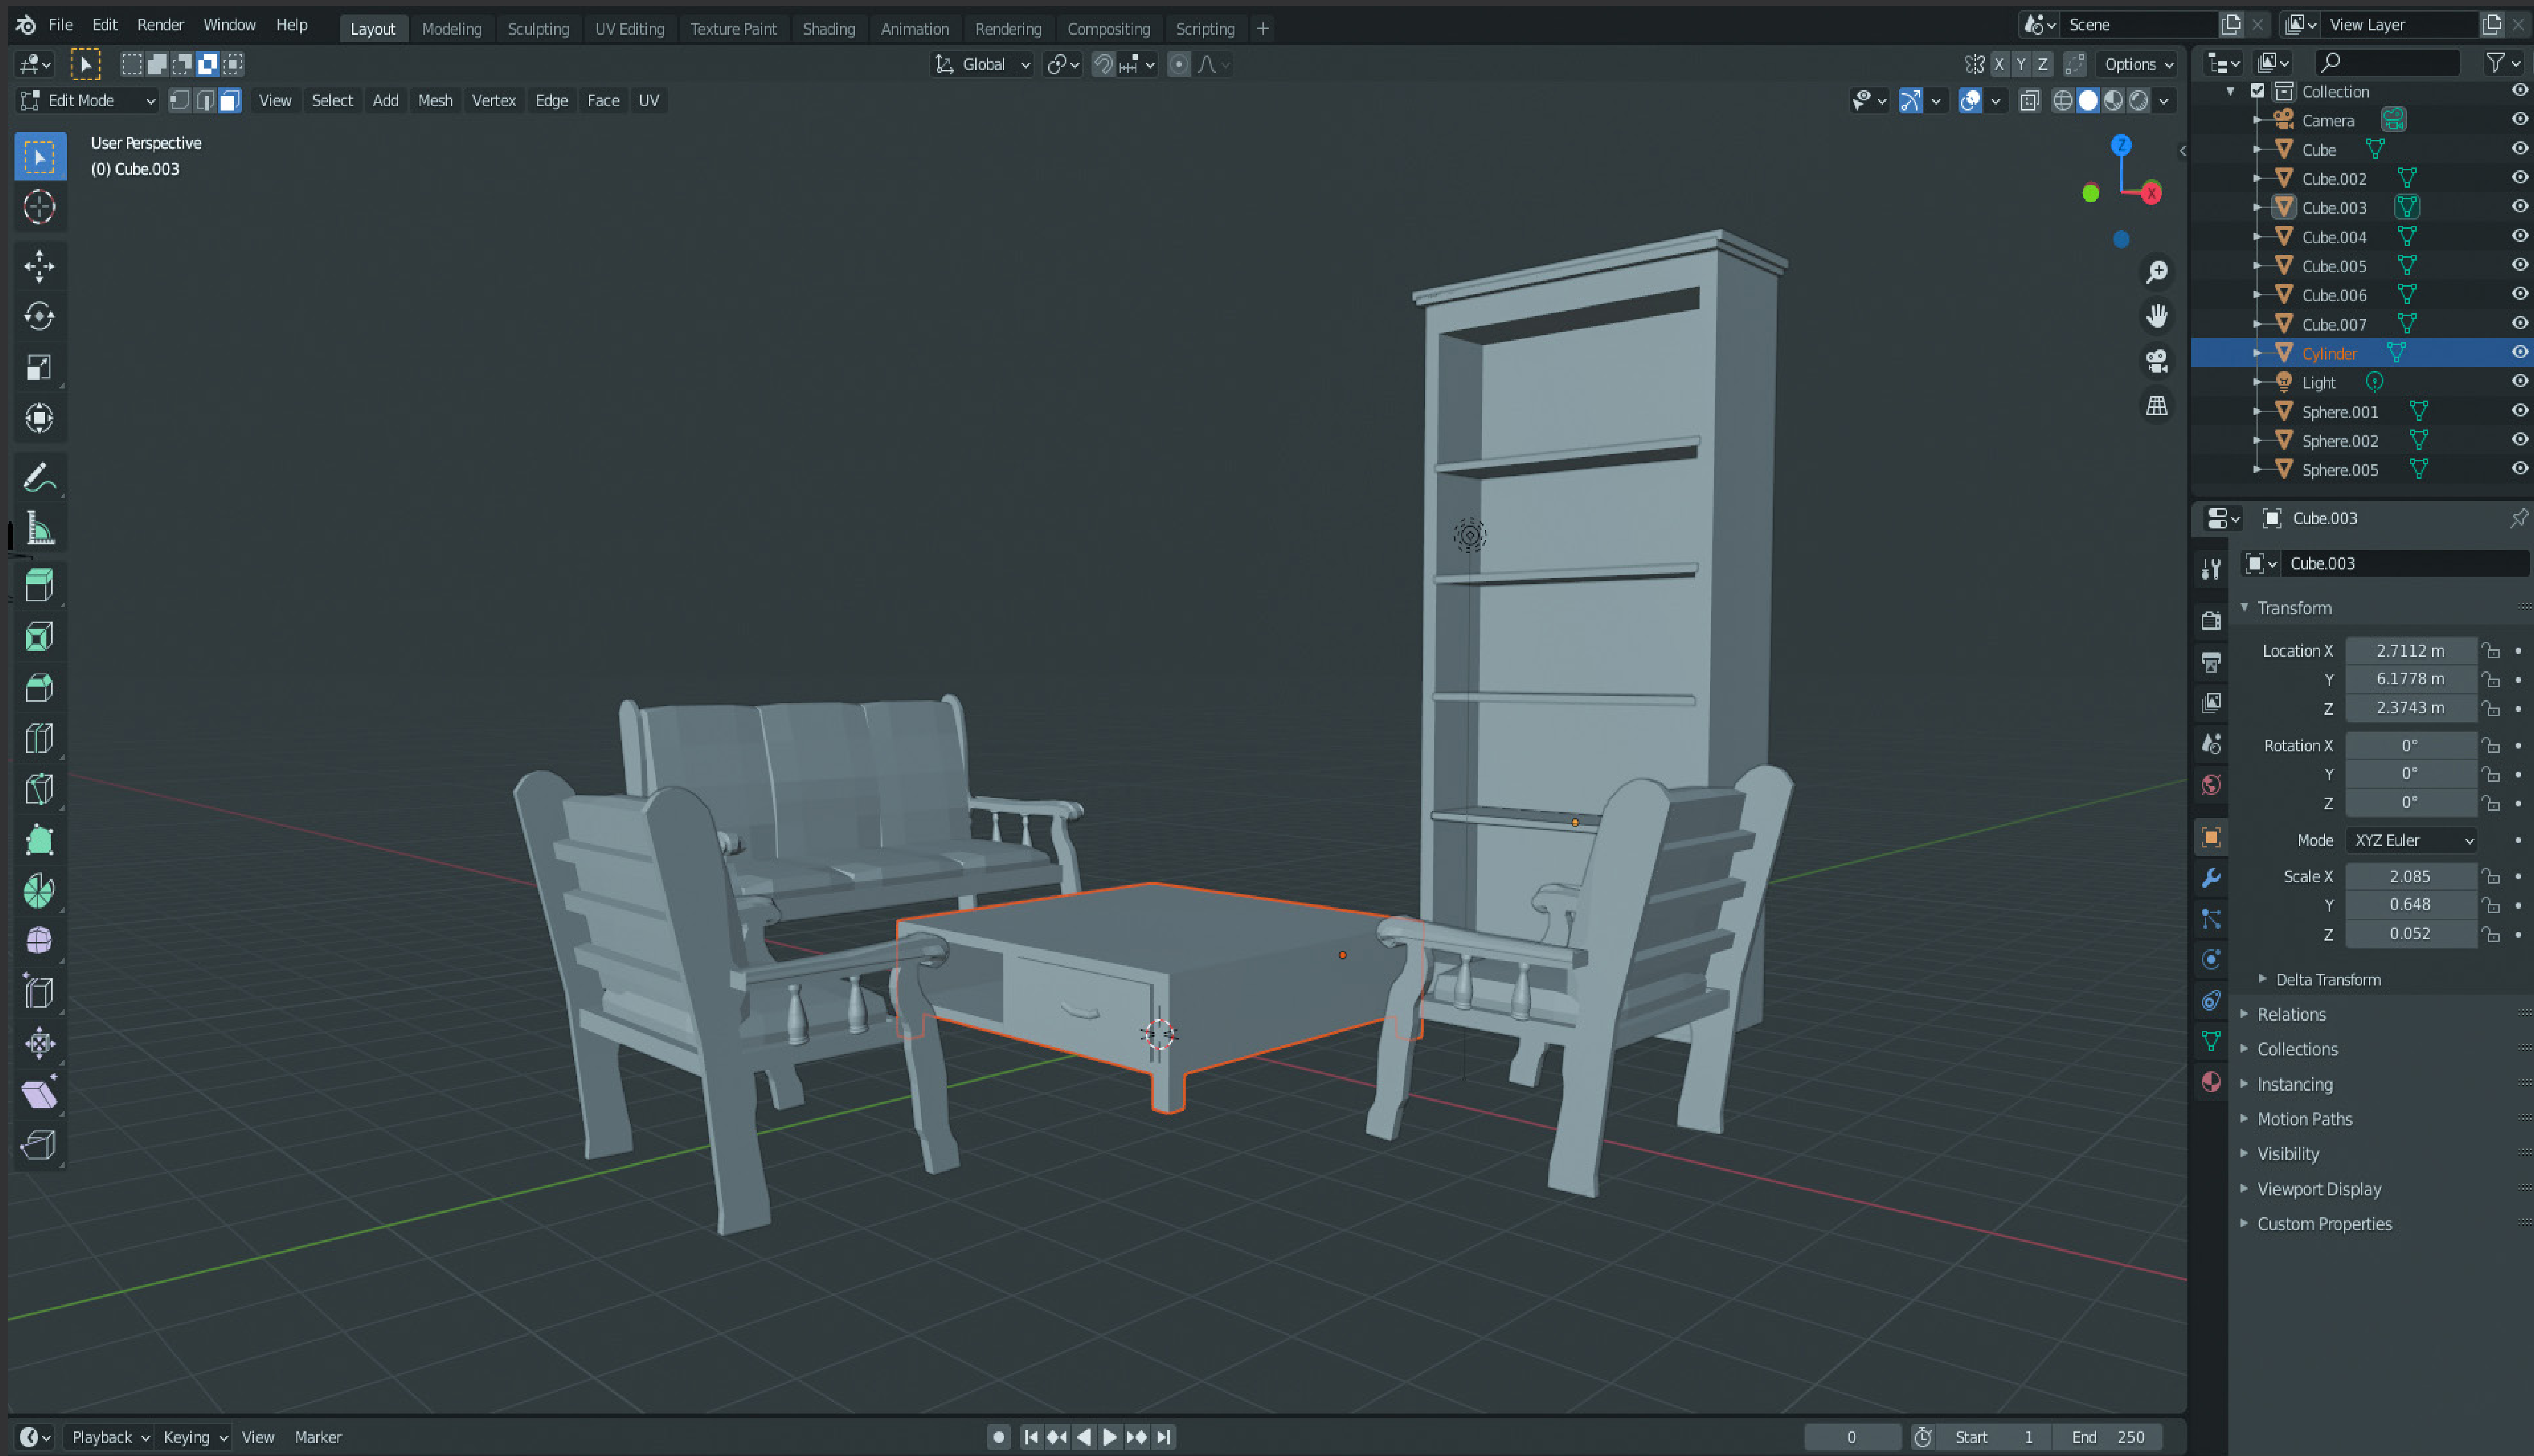 File Edit Render Window Help Layout Modeling Sculpting UV Editing Texture Paint Shading Animation Rendering Compositing Scripting + Scene View Layer
Global X Y Z Options
Edit Mode View Select Add Mesh Vertex Edge Face UV
User Perspective
(0) Cube.003
Z
X
Collection
Camera
Cube
Cube.002
Cube.003
Cube.004
Cube.005
Cube.006
Cube.007
Cylinder
Light
Sphere.001
Sphere.002
Sphere.005
Cube.003
Cube.003
Transform
Location X 2.7112 m
Y 6.1778 m
Z 2.3743 m
Rotation X 0°
Y 0°
Z 0°
Mode XYZ Euler
Scale X 2.085
Y 0.648
Z 0.052
Delta Transform
Relations
Collections
Instancing
Motion Paths
Visibility
Viewport Display
Custom Properties
Playback Keying View Marker 0 Start 1 End 250